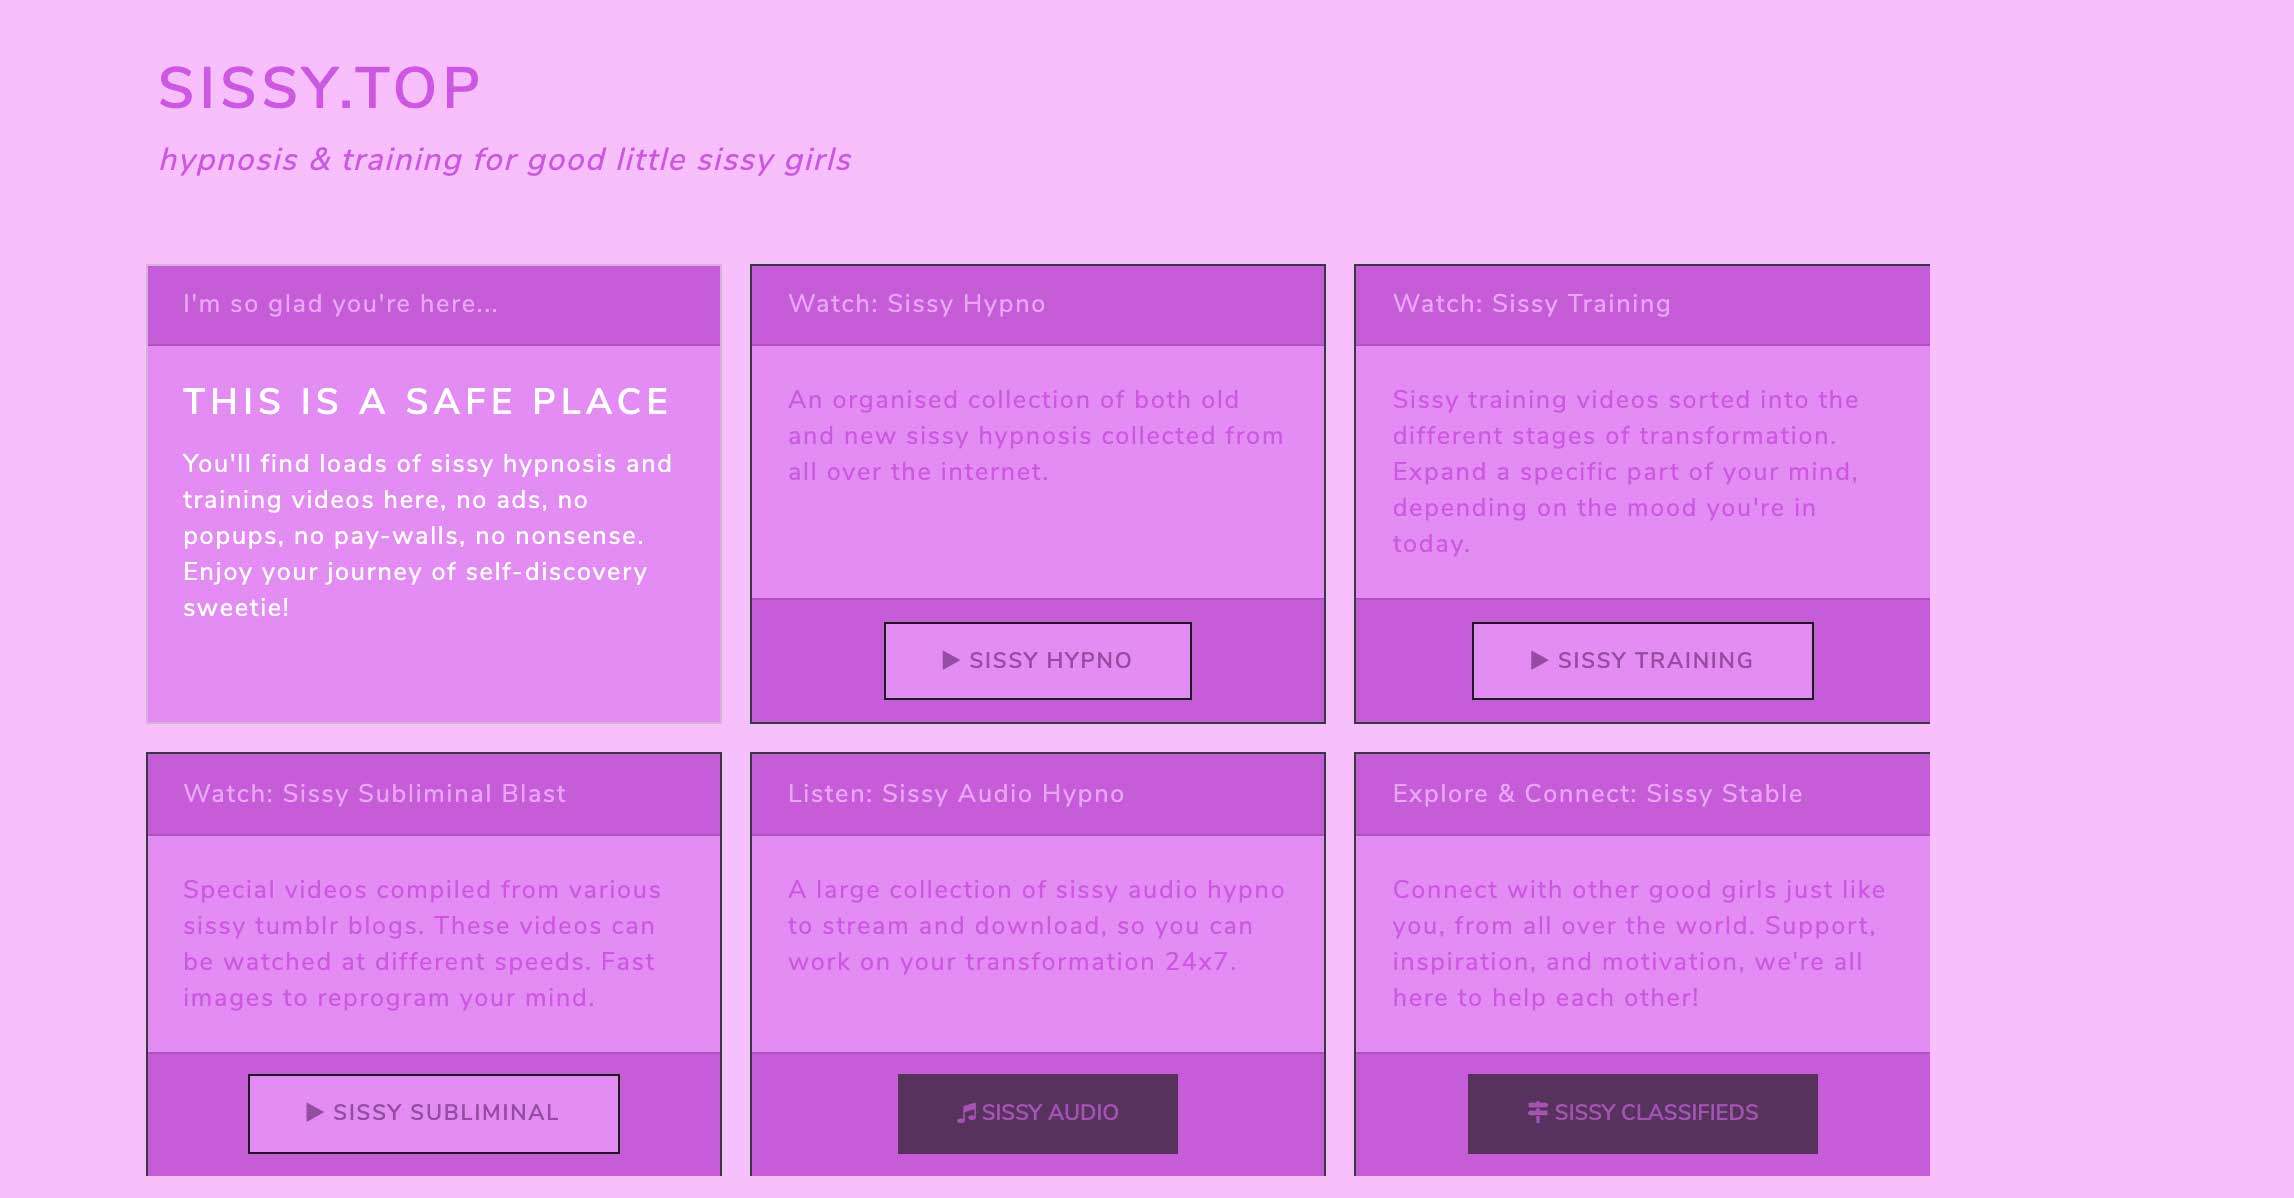 SISSY.TOP
hypnosis & training for good little sissy girls
I'm so glad you're here...
THIS IS A SAFE PLACE
You'll find loads of sissy hypnosis and
training videos here, no ads, no
popups, no pay-walls, no nonsense.
Enjoy your journey of self-discovery
sweetie!
Watch: Sissy Hypno
An organised collection of both old
and new sissy hypnosis collected from
all over the internet.
SISSY HYPNO
Watch: Sissy Training
Sissy training videos sorted into the
different stages of transformation.
Expand a specific part of your mind,
depending on the mood you're in
today.
SISSY TRAINING
Watch: Sissy Subliminal Blast
Special videos compiled from various
sissy tumblr blogs. These videos can
be watched at different speeds. Fast
images to reprogram your mind.
SISSY SUBLIMINAL
Listen: Sissy Audio Hypno
A large collection of sissy audio hypno
to stream and download, so you can
work on your transformation 24x7.
SISSY AUDIO
Explore & Connect: Sissy Stable
Connect with other good girls just like
you, from all over the world. Support,
inspiration, and motivation, we're all
here to help each other!
SISSY CLASSIFIEDS